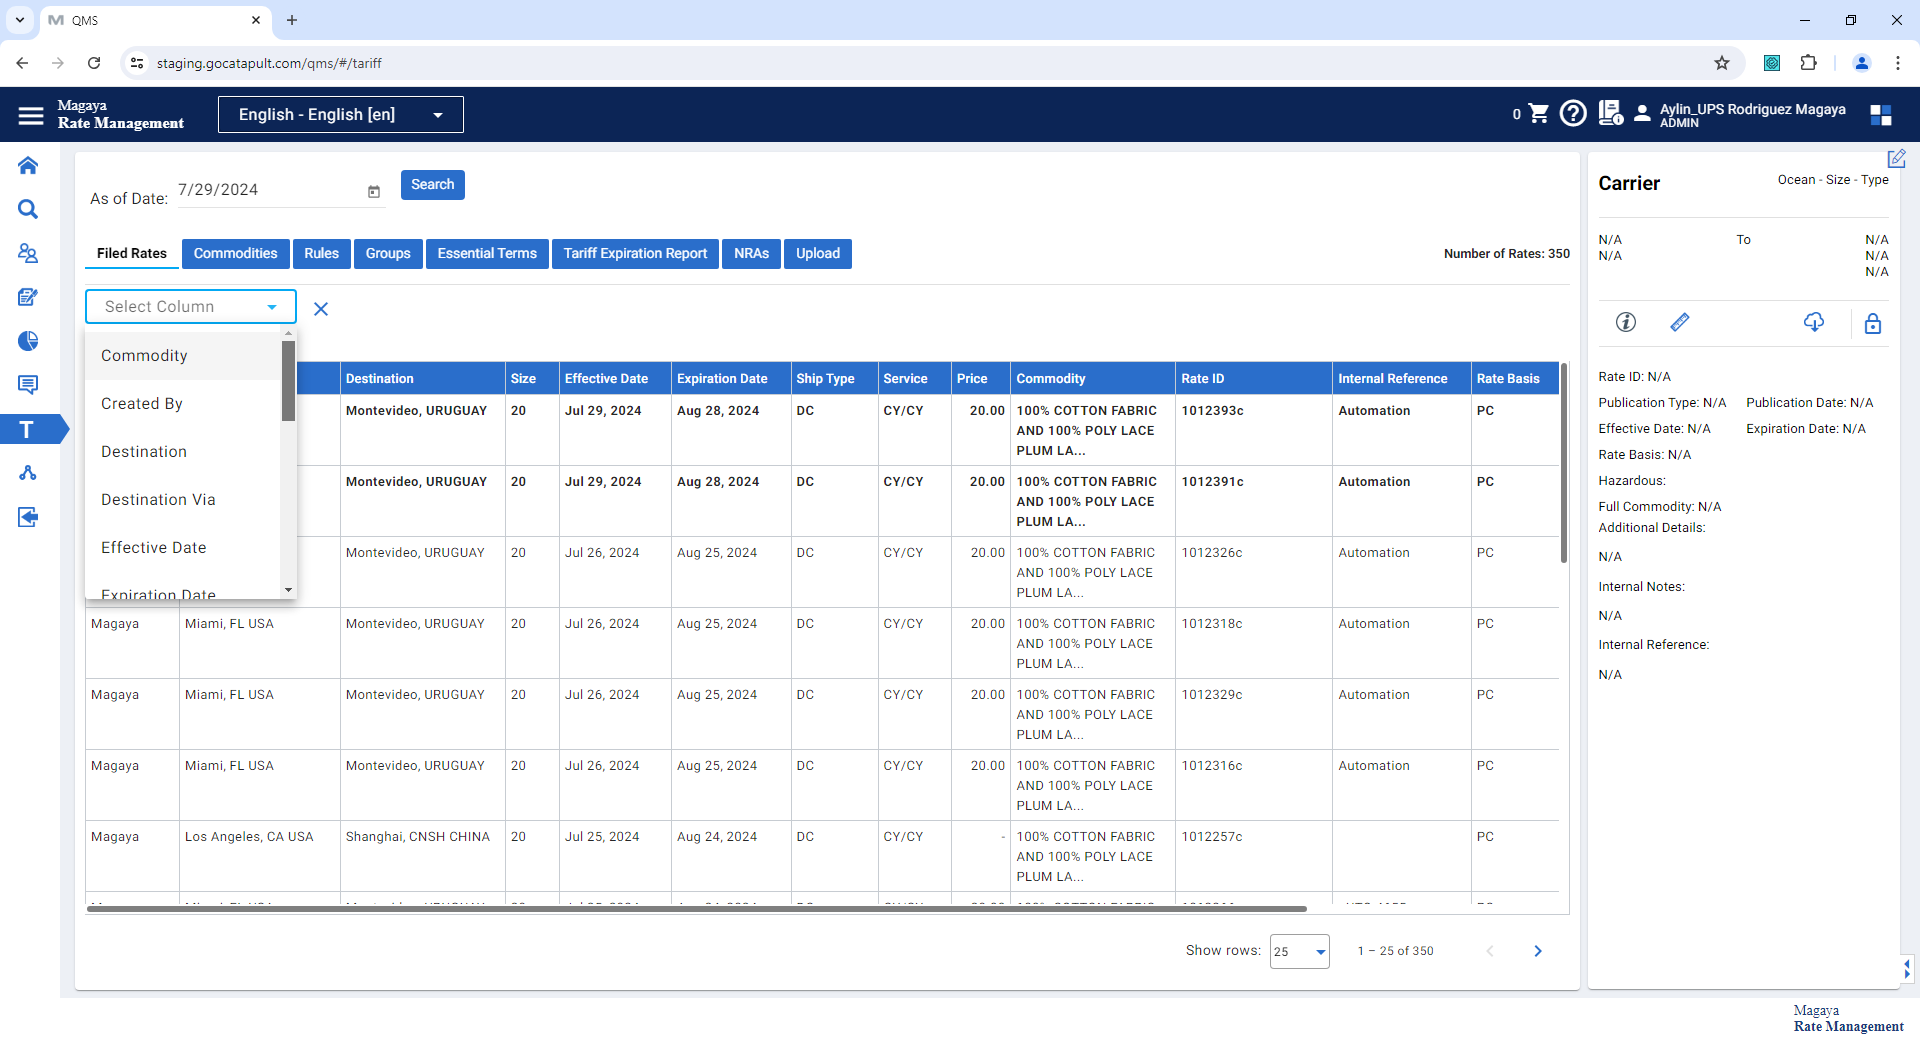 QMS
staging.gocatapult.com/qms/#/tariff
Magaya
Rate Management
English - English [en]
0
Aylin_UPS Rodriguez Magaya
ADMIN
As of Date:
7/29/2024
Search
Filed Rates
Commodities
Rules
Groups
Essential Terms
Tariff Expiration Report
NRAs
Upload
Number of Rates: 350
Select Column
Commodity
Created By
Destination
Destination Via
Effective Date
Expiration Date
Destination Size Effective Date Expiration Date Ship Type Service Price Commodity Rate ID Internal Reference Rate Basis
Montevideo, URUGUAY 20 Jul 29, 2024 Aug 28, 2024 DC CY/CY 20.00 100% COTTON FABRIC 1012393c Automation PC
AND 100% POLY LACE
PLUM LA...
Montevideo, URUGUAY 20 Jul 29, 2024 Aug 28, 2024 DC CY/CY 20.00 100% COTTON FABRIC 1012391c Automation PC
AND 100% POLY LACE
PLUM LA...
Montevideo, URUGUAY 20 Jul 26, 2024 Aug 25, 2024 DC CY/CY 20.00 100% COTTON FABRIC 1012326c Automation PC
AND 100% POLY LACE
PLUM LA...
Magaya Miami, FL USA Montevideo, URUGUAY 20 Jul 26, 2024 Aug 25, 2024 DC CY/CY 20.00 100% COTTON FABRIC 1012318c Automation PC
AND 100% POLY LACE
PLUM LA...
Magaya Miami, FL USA Montevideo, URUGUAY 20 Jul 26, 2024 Aug 25, 2024 DC CY/CY 20.00 100% COTTON FABRIC 1012329c Automation PC
AND 100% POLY LACE
PLUM LA...
Magaya Miami, FL USA Montevideo, URUGUAY 20 Jul 26, 2024 Aug 25, 2024 DC CY/CY 20.00 100% COTTON FABRIC 1012316c Automation PC
AND 100% POLY LACE
PLUM LA...
Magaya Los Angeles, CA USA Shanghai, CNSH CHINA 20 Jul 25, 2024 Aug 24, 2024 DC CY/CY - 100% COTTON FABRIC 1012257c PC
AND 100% POLY LACE
PLUM LA...
Show rows: 25 1 – 25 of 350
Carrier
Ocean - Size - Type
N/A To N/A
N/A N/A
N/A
Rate ID: N/A
Publication Type: N/A Publication Date: N/A
Effective Date: N/A Expiration Date: N/A
Rate Basis: N/A
Hazardous:
Full Commodity: N/A
Additional Details:
N/A
Internal Notes:
N/A
Internal Reference:
N/A
T
Magaya
Rate Management